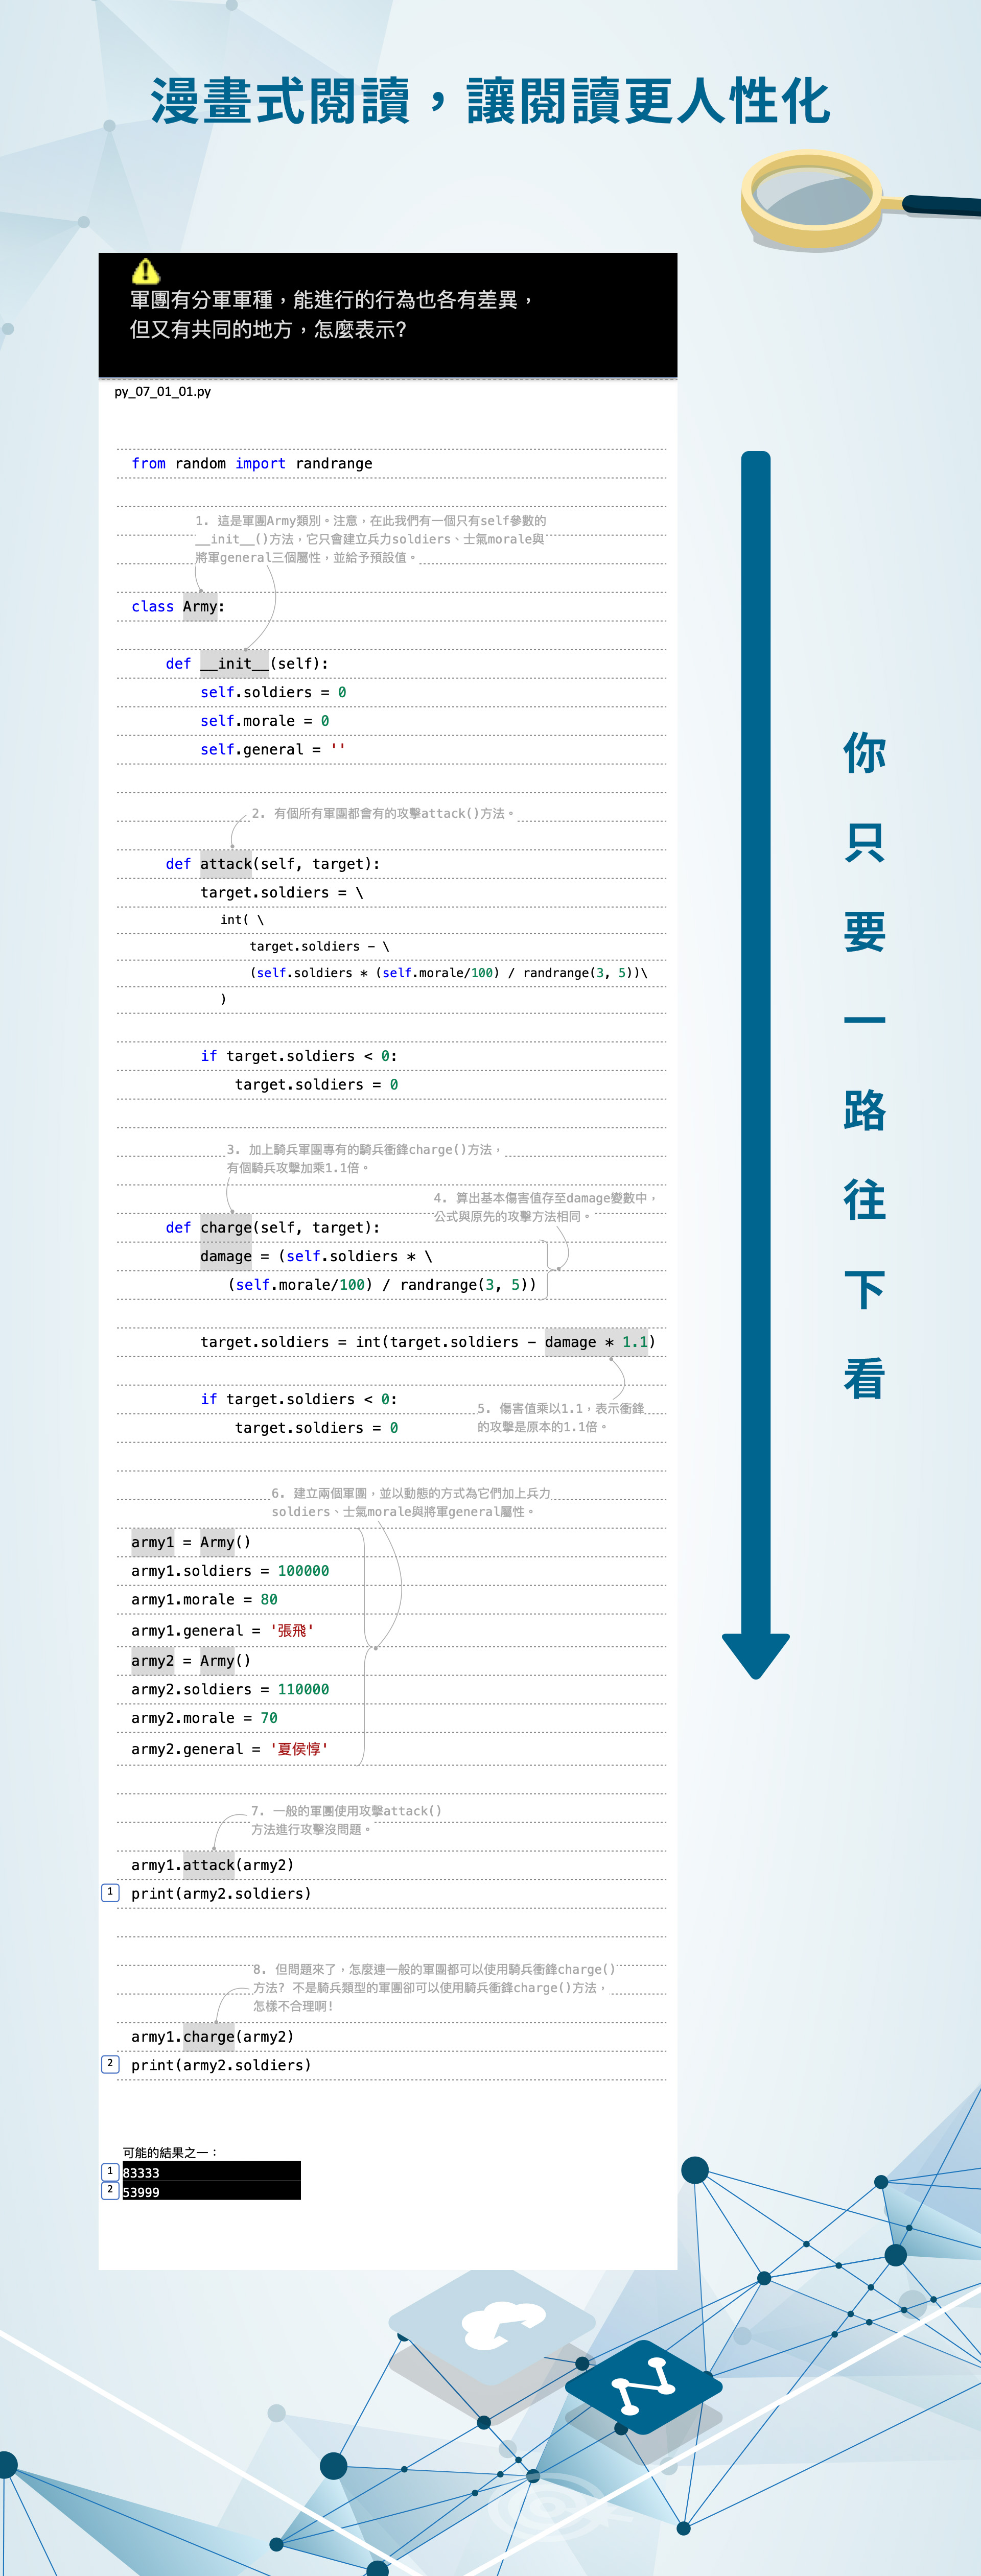 漫畫式閱讀，讓閱讀更人性化
軍團有分軍軍種，能進行的行為也各有差異，
但又有共同的地方，怎麼表示?
py_07_01_01.py
from random import randrange
1. 這是軍團Army類別。注意，在此我們有一個只有self參數的
__init__()方法，它只會建立兵力soldiers、士氣morale與
將軍general三個屬性，並給予預設值。
class Army:
def __init__(self):
self.soldiers = 0
self.morale = 0
self.general = ''
2. 有個所有軍團都會有的攻擊attack()方法。
def attack(self, target):
target.soldiers = \
int( \
target.soldiers - \
(self.soldiers * (self.morale/100) / randrange(3, 5))\
)
if target.soldiers < 0:
target.soldiers = 0
3. 加上騎兵軍團專有的騎兵衝鋒charge()方法，
有個騎兵攻擊加乘1.1倍。
4. 算出基本傷害值存至damage變數中，
公式與原先的攻擊方法相同。
def charge(self, target):
damage = (self.soldiers * \
(self.morale/100) / randrange(3, 5))
target.soldiers = int(target.soldiers - damage * 1.1)
if target.soldiers < 0:
target.soldiers = 0
5. 傷害值乘以1.1，表示衝鋒
的攻擊是原本的1.1倍。
6. 建立兩個軍團，並以動態的方式為它們加上兵力
soldiers、士氣morale與將軍general屬性。
army1 = Army()
army1.soldiers = 100000
army1.morale = 80
army1.general = '張飛'
army2 = Army()
army2.soldiers = 110000
army2.morale = 70
army2.general = '夏侯惇'
7. 一般的軍團使用攻擊attack()
方法進行攻擊沒問題。
army1.attack(army2)
1 print(army2.soldiers)
8. 但問題來了，怎麼連一般的軍團都可以使用騎兵衝鋒charge()
方法? 不是騎兵類型的軍團卻可以使用騎兵衝鋒charge()方法，
怎樣不合理啊!
army1.charge(army2)
2 print(army2.soldiers)
可能的結果之一：
1 83333
2 53999
你只要一路往下看